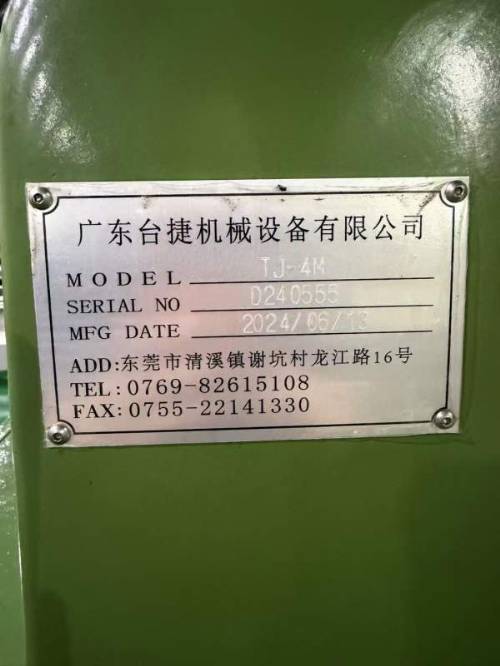 广东台捷机械设备有限公司
MODEL TJ-4M
SERIAL NO D240555
MFG DATE 2024/06/13
ADD:东莞市清溪镇谢坑村龙江路16号
TEL:0769-82615108
FAX:0755-22141330